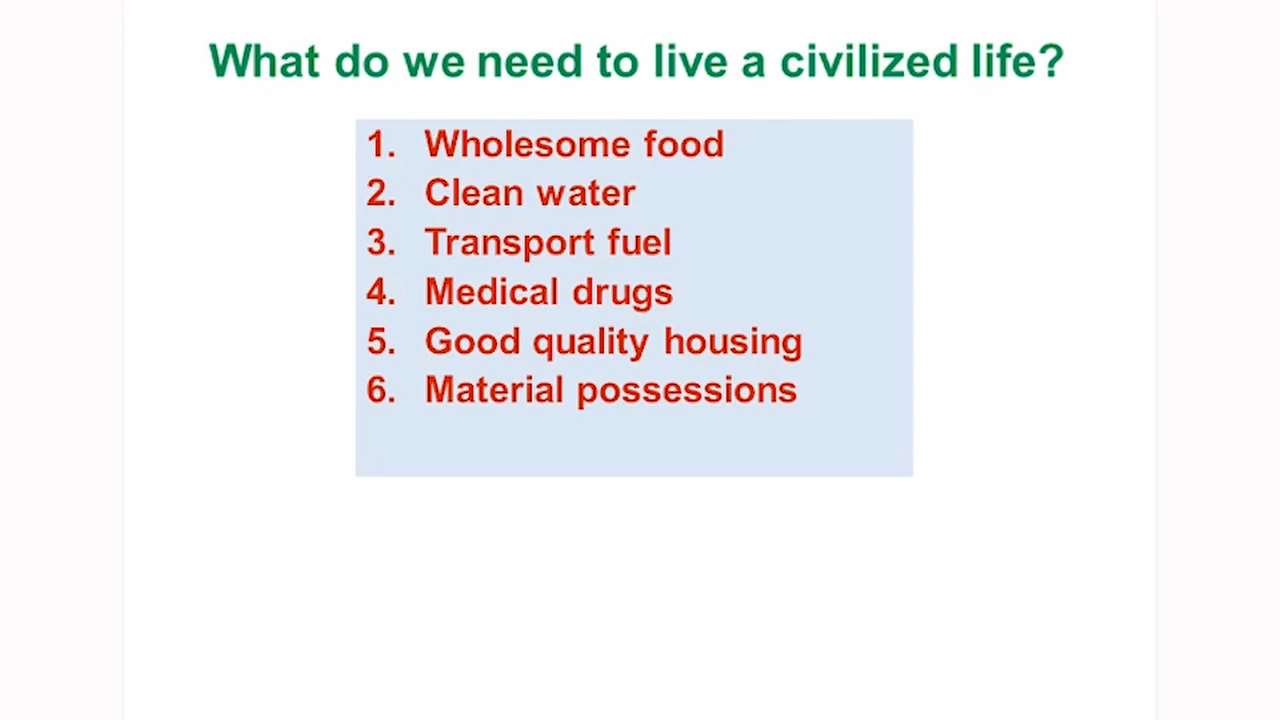 What do we need to live a civilized life?
1. Wholesome food
2. Clean water
3. Transport fuel
4. Medical drugs
5. Good quality housing
6. Material possessions